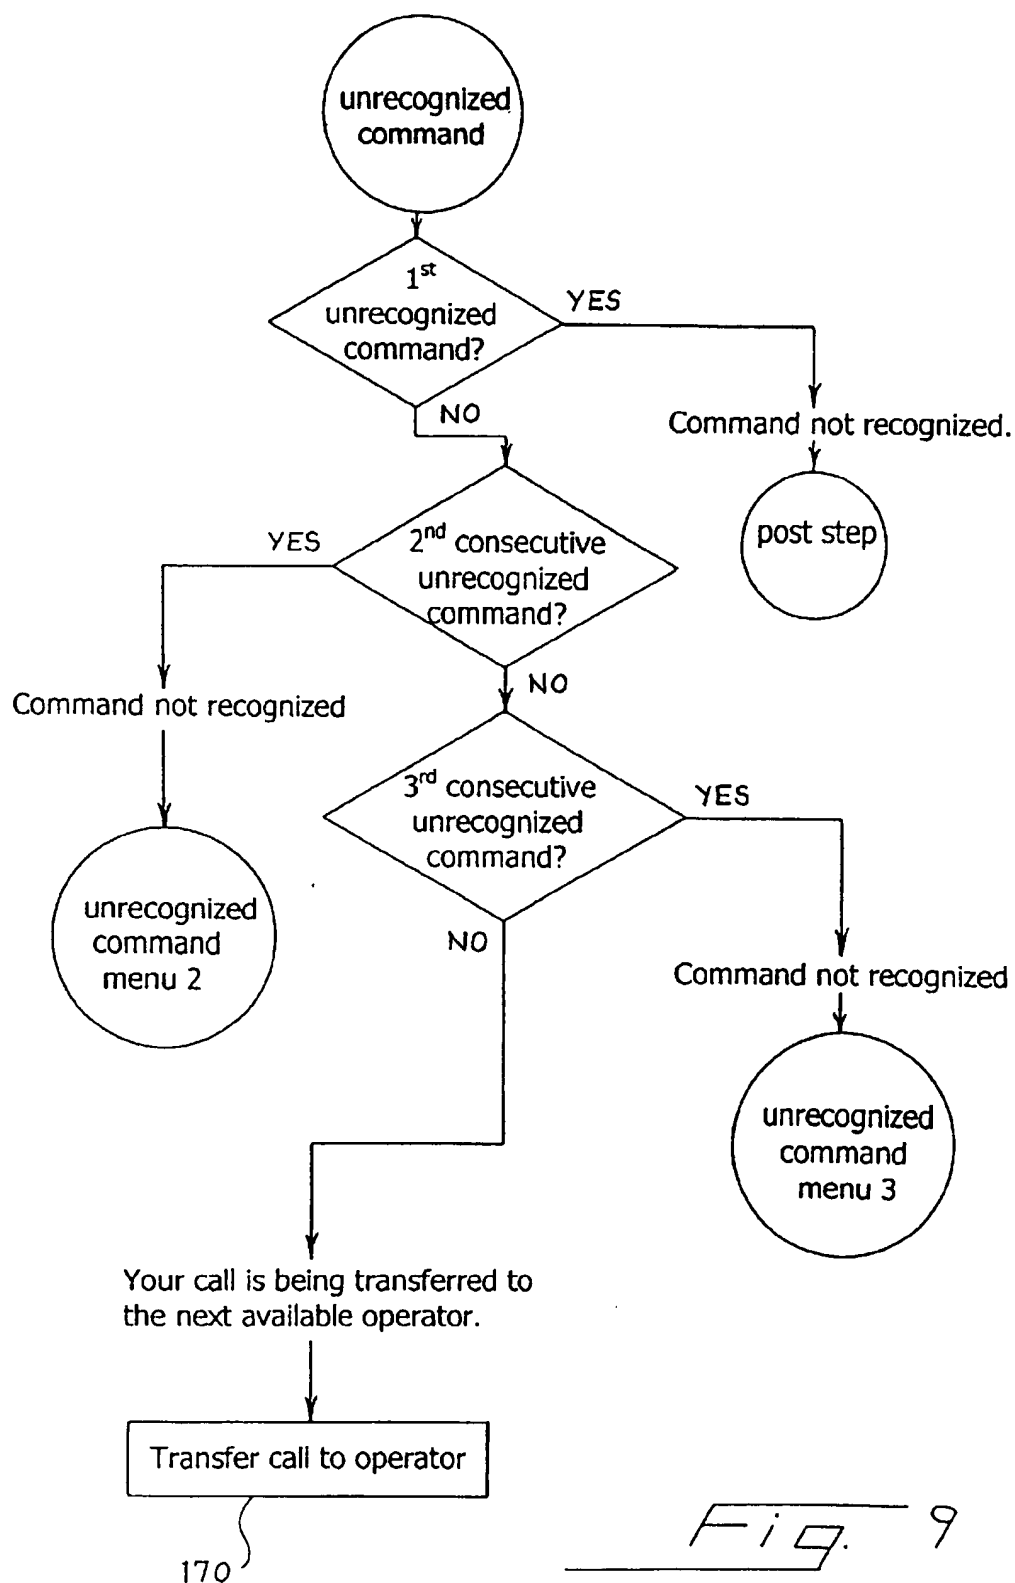 unrecognized
command
1st
unrecognized
command?
YES
NO
Command not recognized.
post step
YES
2nd consecutive
unrecognized
command?
NO
Command not recognized
unrecognized
command
menu 2
3rd consecutive
unrecognized
command?
YES
NO
Command not recognized
unrecognized
command
menu 3
Your call is being transferred to
the next available operator.
Transfer call to operator
170
Fig. 9